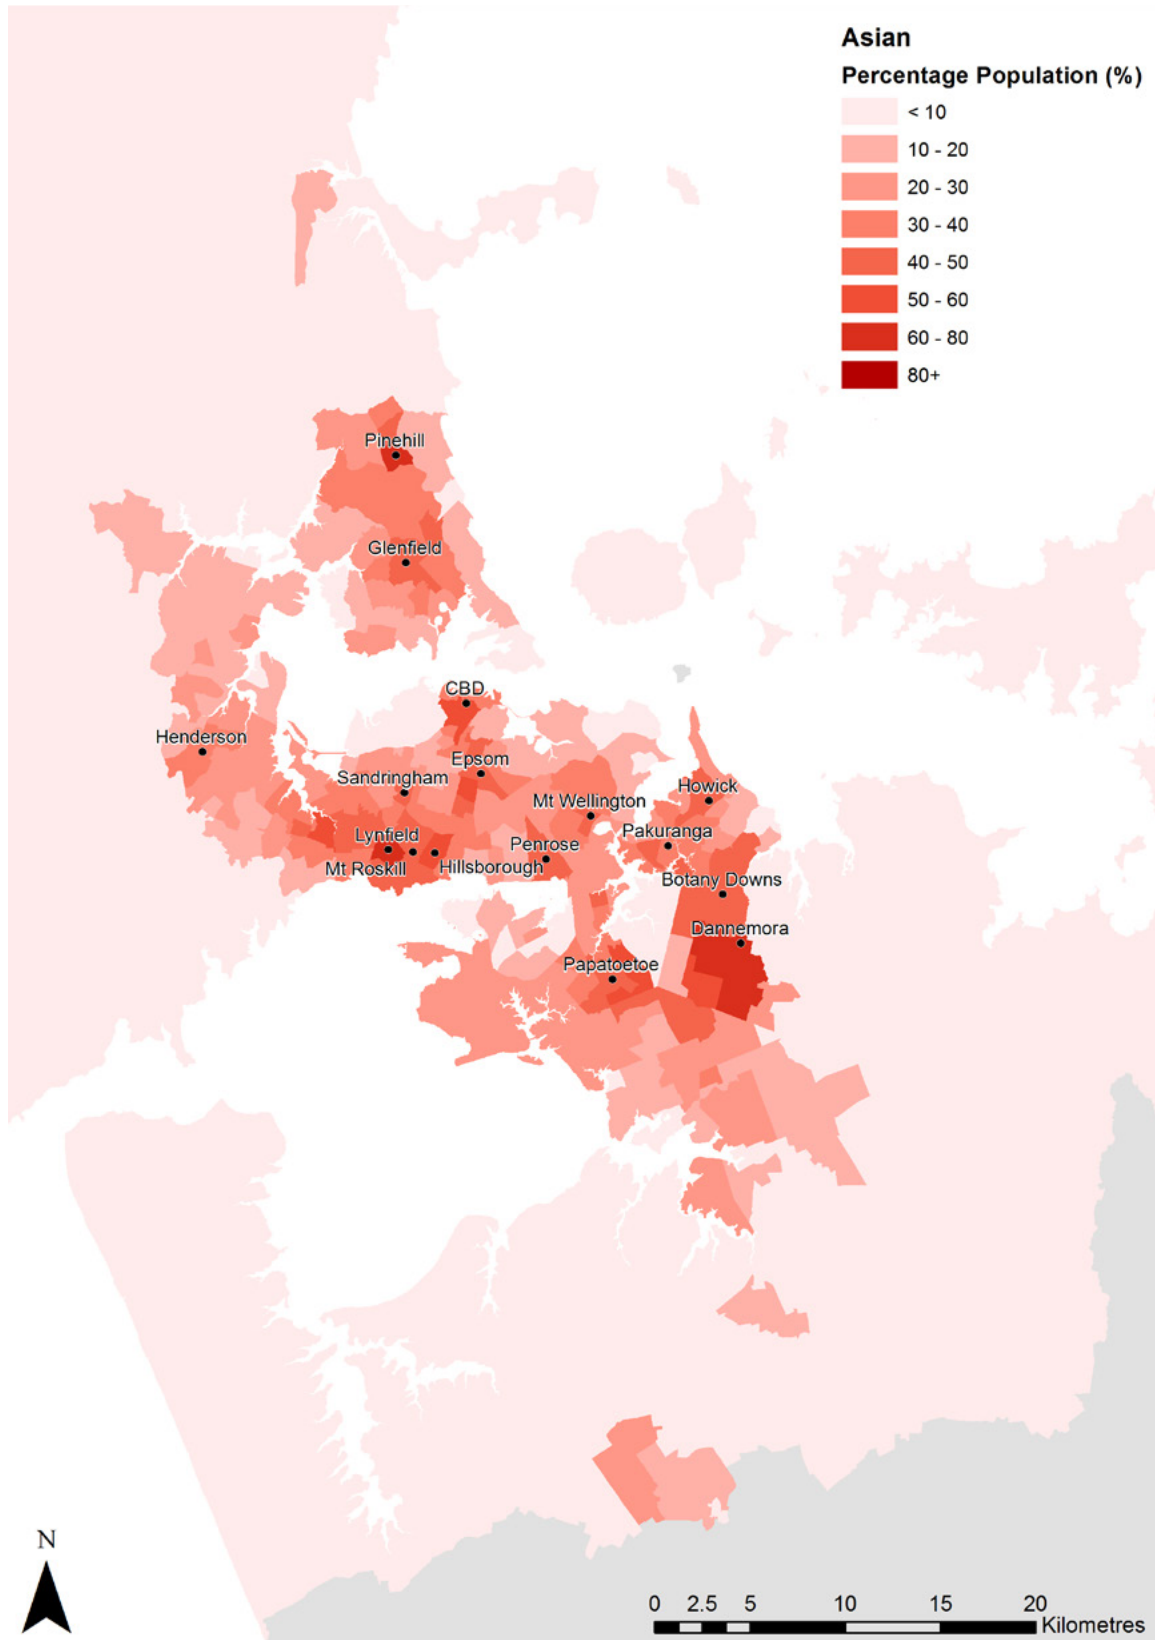 Asian
Percentage Population (%)
< 10
10 - 20
20 - 30
30 - 40
40 - 50
50 - 60
60 - 80
80+
Pinehill
Glenfield
CBD
Henderson
Epsom
Sandringham
Howick
Mt Wellington
Lynfield
Pakuranga
Penrose
Mt Roskill
Hillsborough
Botany Downs
Dannemora
Papatoetoe
N
0 2.5 5 10 15 20
Kilometres